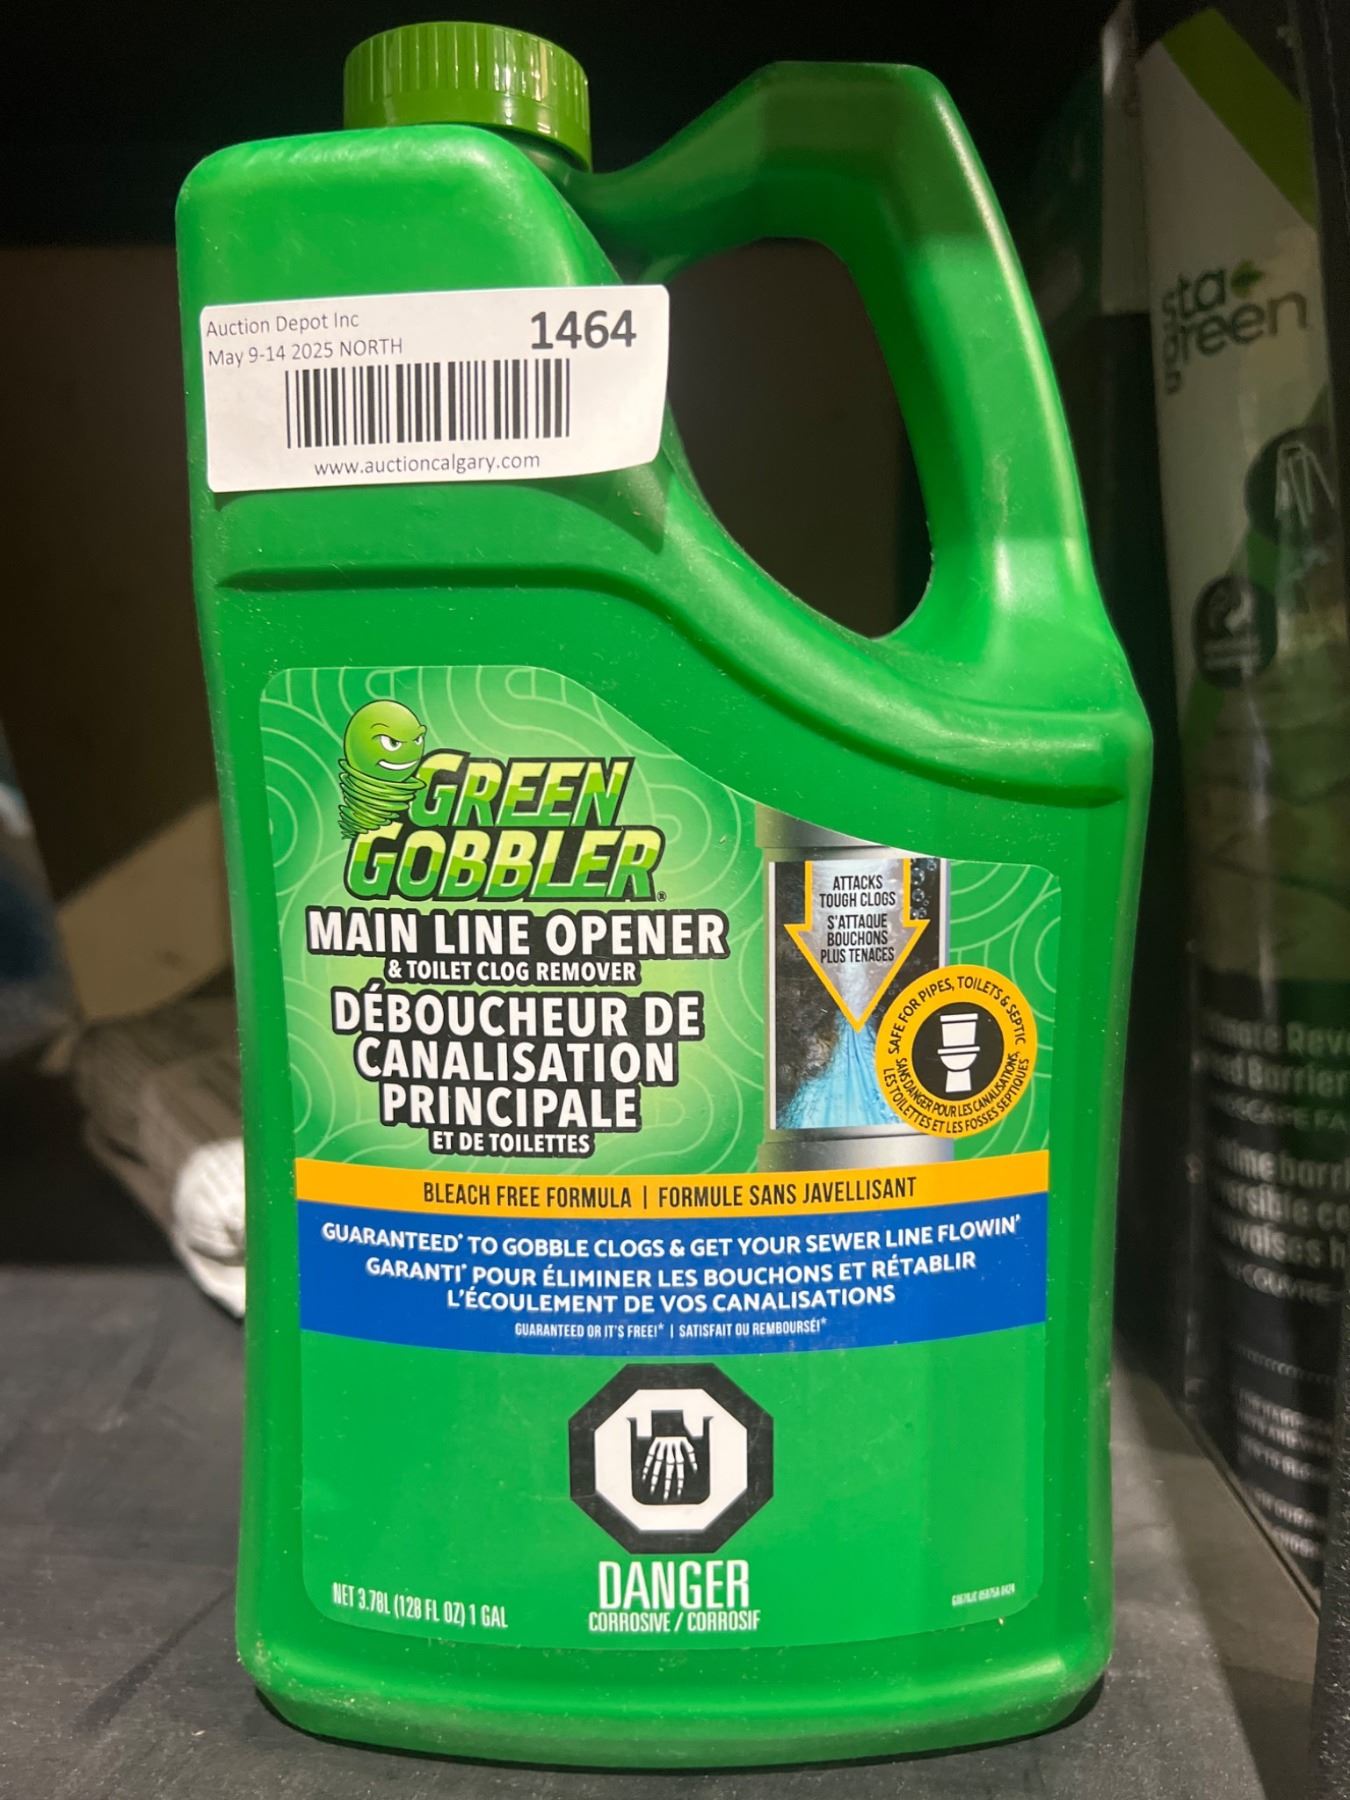 Auction Depot Inc
1464
May 9-14 2025 NORTH
www.auctioncalgary.com
GREEN
GOBBLER®
MAIN LINE OPENER
& TOILET CLOG REMOVER
DÉBOUCHEUR DE
CANALISATION
PRINCIPALE
ET DE TOILETTES
ATTACKS
TOUGH CLOGS
S'ATTAQUE
BOUCHONS
PLUS TENACES
SAFE FOR PIPES, TOILETS & SEPTIC
SANS DANGER POUR LES CANALISATIONS,
LES TOILETTES ET LES FOSSES SEPTIQUES
BLEACH FREE FORMULA | FORMULE SANS JAVELLISANT
GUARANTEED* TO GOBBLE CLOGS & GET YOUR SEWER LINE FLOWIN'
GARANTI* POUR ÉLIMINER LES BOUCHONS ET RÉTABLIR
L'ÉCOULEMENT DE VOS CANALISATIONS
GUARANTEED OR IT'S FREE!* | SATISFAIT OU REMBOURSÉ!*
DANGER
CORROSIVE / CORROSIF
NET 3.78L (128 FL OZ) 1 GAL
sta
green